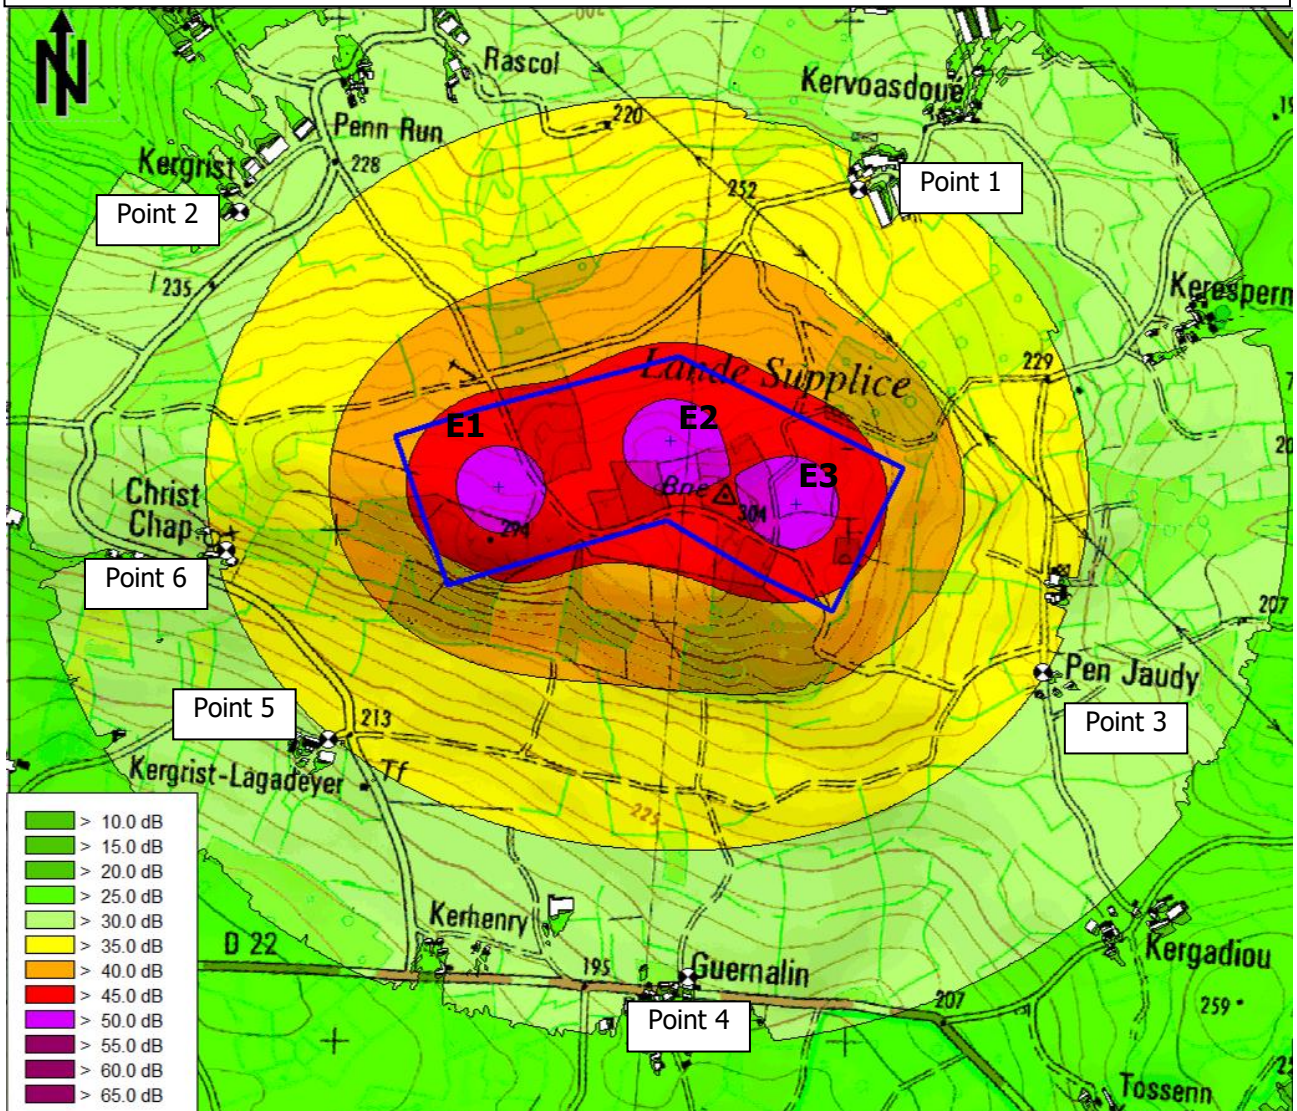 N
Rascol
Kervoasdoué
Penn Run
220
Kergrist
228
Point 1
252
Point 2
235
Kerespern
Lande Supplice
229
E1
E2
E3
Bne
304
294
Christ
Chap.
Point 6
207
Pen Jaudy
Point 5
213
Point 3
Kergrist-Lagadeyer
Tf
225
> 10.0 dB
> 15.0 dB
> 20.0 dB
> 25.0 dB
> 30.0 dB
> 35.0 dB
> 40.0 dB
> 45.0 dB
> 50.0 dB
> 55.0 dB
> 60.0 dB
> 65.0 dB
Kerhenry
D 22
195
Guernalin
Kergadiou
207
259
Point 4
Tossenn